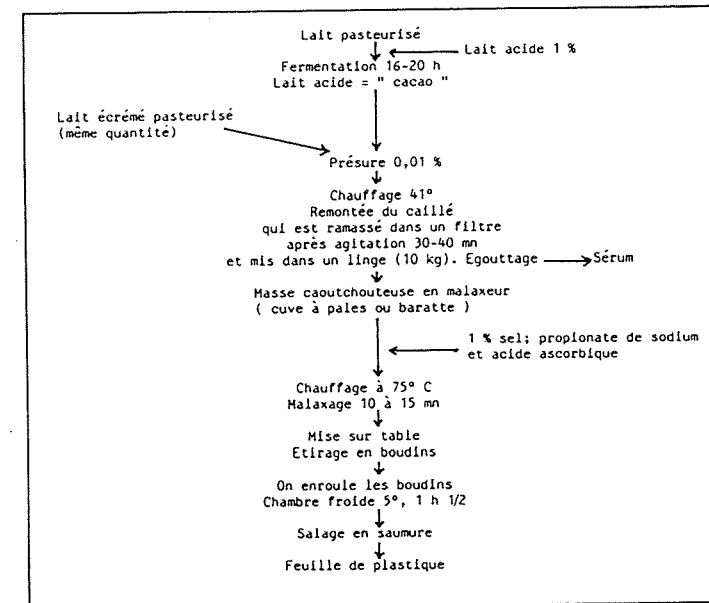 Lait pasteurisé
Lait acide 1 %
Fermentation 16-20 h
Lait acide = " cacao "
Lait écrémé pasteurisé
(même quantité)
Présure 0,01 %
Chauffage 41°
Remontée du caillé
qui est ramassé dans un filtre
après agitation 30-40 mn
et mis dans un linge (10 kg). Egouttage
Sérum
Masse caoutchouteuse en malaxeur
( cuve à pales ou baratte )
1 % sel; propionate de sodium
et acide ascorbique
Chauffage à 75° C
Malaxage 10 à 15 mn
Mise sur table
Etirage en boudins
On enroule les boudins
Chambre froide 5°, 1 h 1/2
Salage en saumure
Feuille de plastique